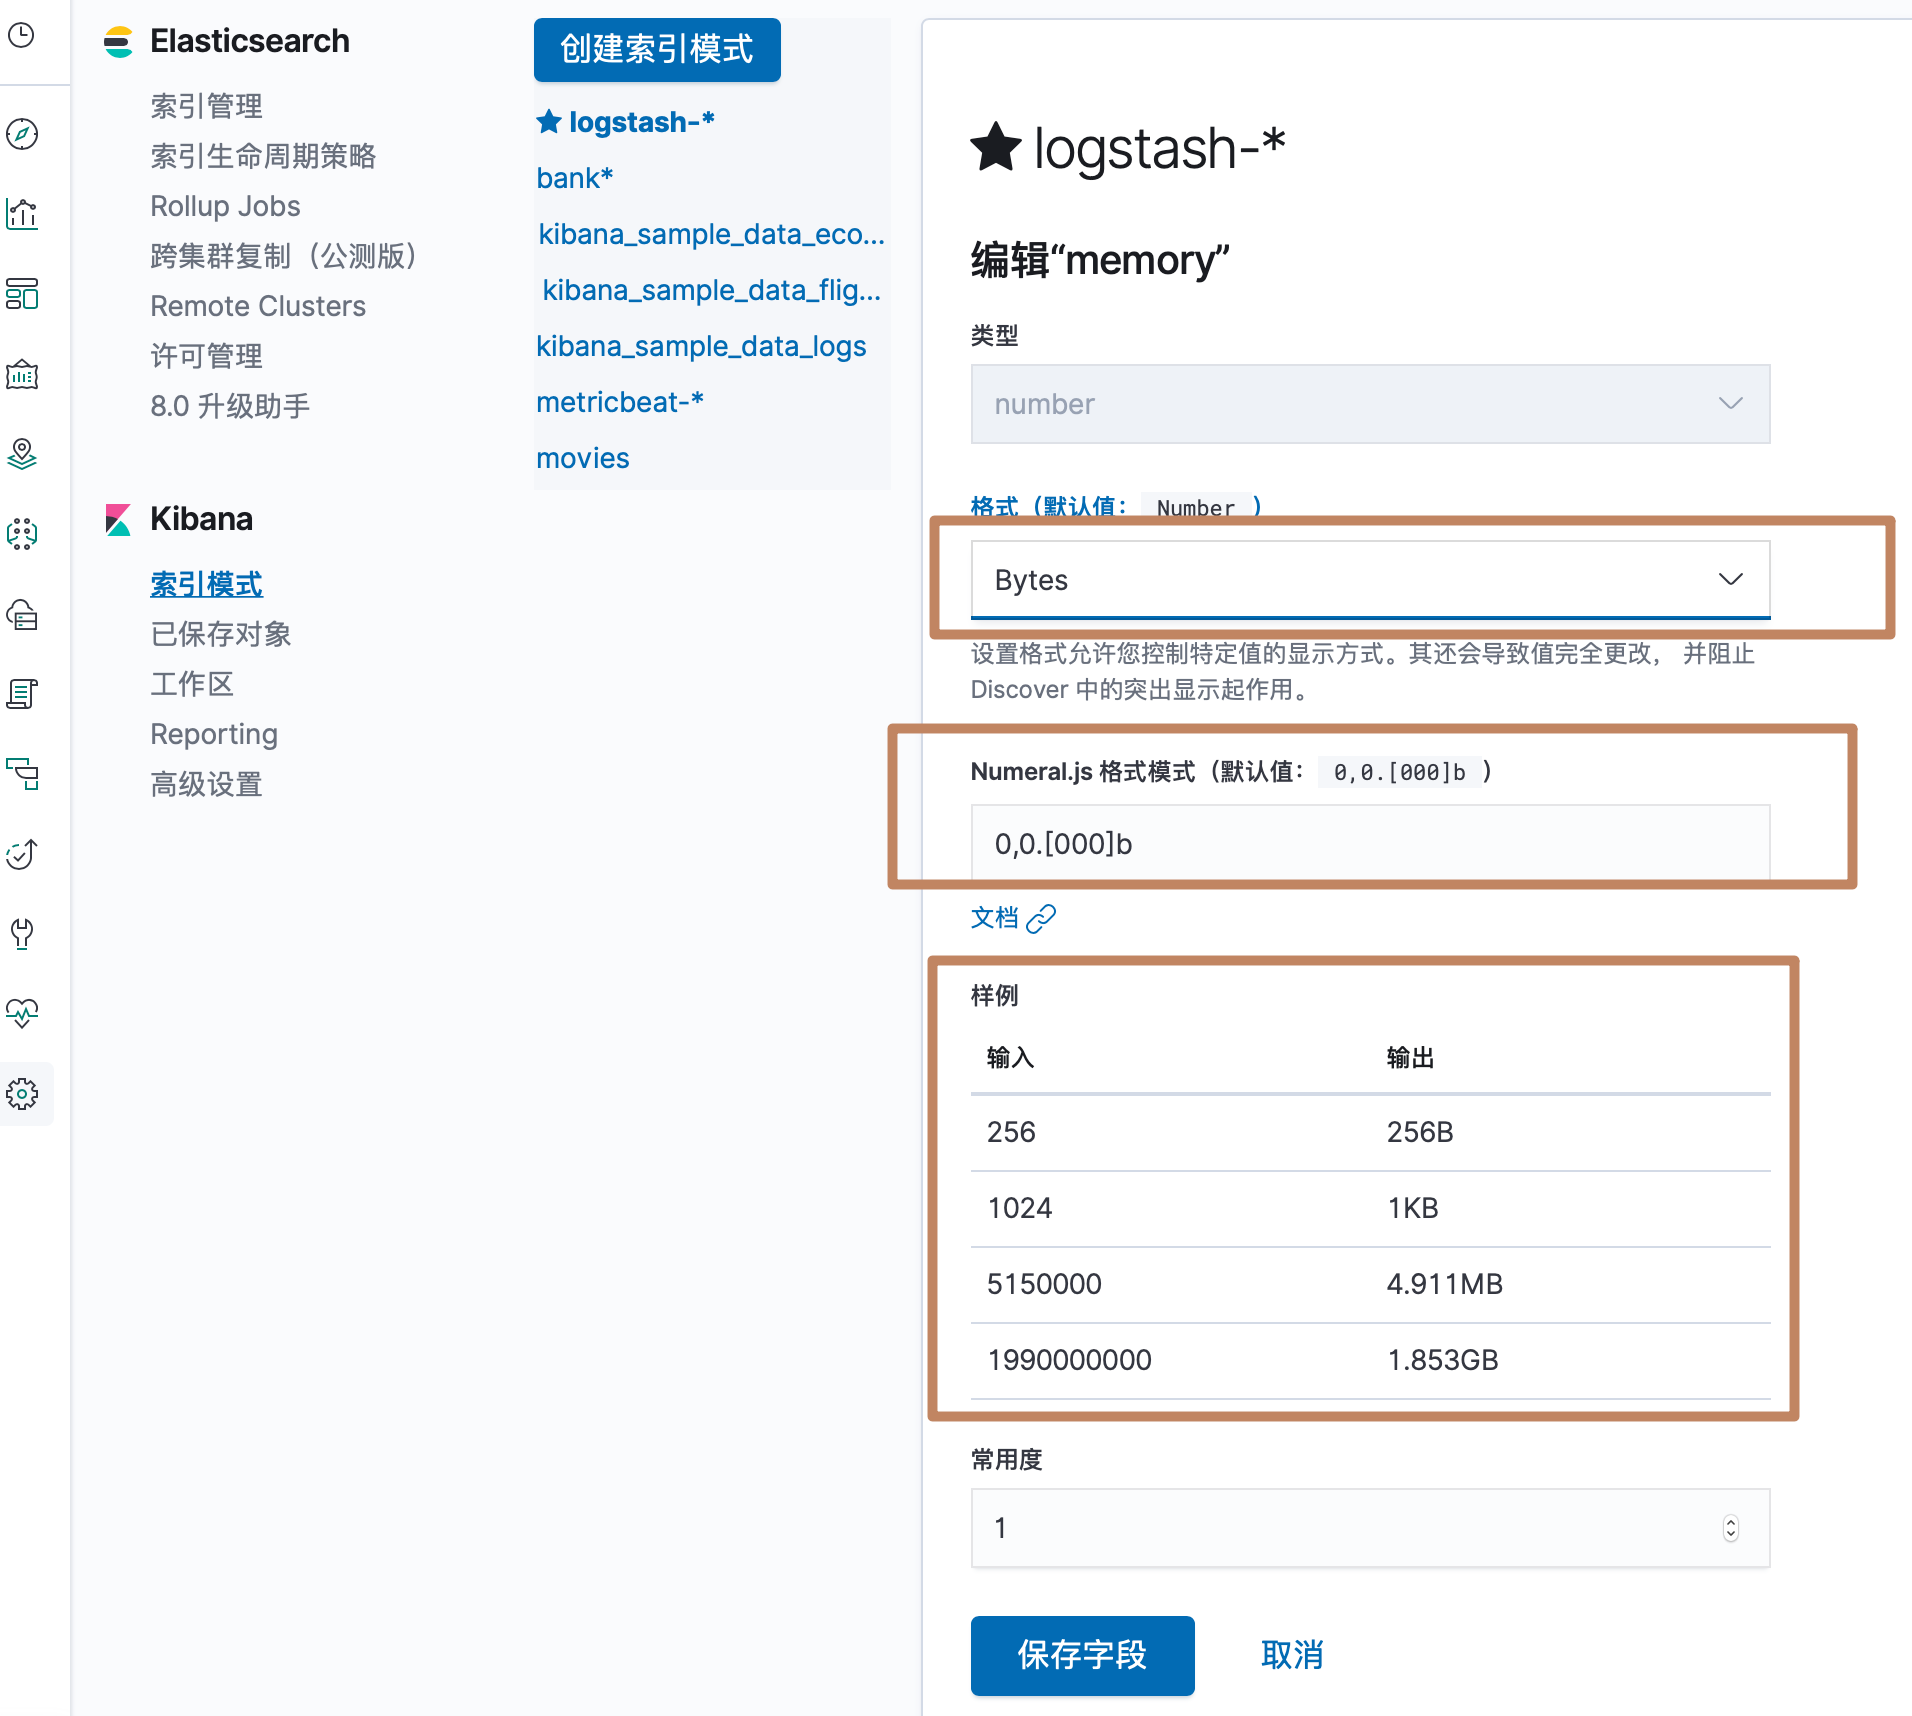 Elasticsearch
索引管理
索引生命周期策略
Rollup Jobs
跨集群复制（公测版）
Remote Clusters
许可管理
8.0 升级助手
Kibana
索引模式
已保存对象
工作区
Reporting
高级设置
创建索引模式
logstash-*
bank*
kibana_sample_data_eco...
kibana_sample_data_flig...
kibana_sample_data_logs
metricbeat-*
movies
logstash-*
编辑“memory”
类型
number
格式（默认值： Number ）
Bytes
设置格式允许您控制特定值的显示方式。其还会导致值完全更改， 并阻止
Discover 中的突出显示起作用。
Numeral.js 格式模式（默认值： 0,0.[000]b ）
0,0.[000]b
文档
样例
输入 输出
256 256B
1024 1KB
5150000 4.911MB
1990000000 1.853GB
常用度
1
保存字段 取消